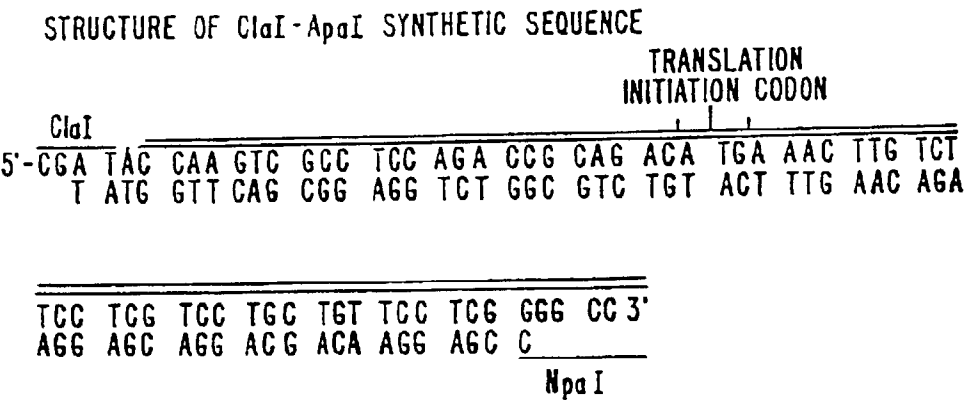 STRUCTURE OF ClaI-ApaI SYNTHETIC SEQUENCE
TRANSLATION
INITIATION CODON
ClaI
5'-CGA TAC CAA GTC GCC TCC AGA CCG CAG ACA TGA AAC TTG TCT
T ATG GTT CAG CGG AGG TCT GGC GTC TGT ACT TTG AAC AGA
TCC TCG TCC TGC TGT TCC TCG GGG CC 3'
AGG AGC AGG ACG ACA AGG AGC C
NpaI